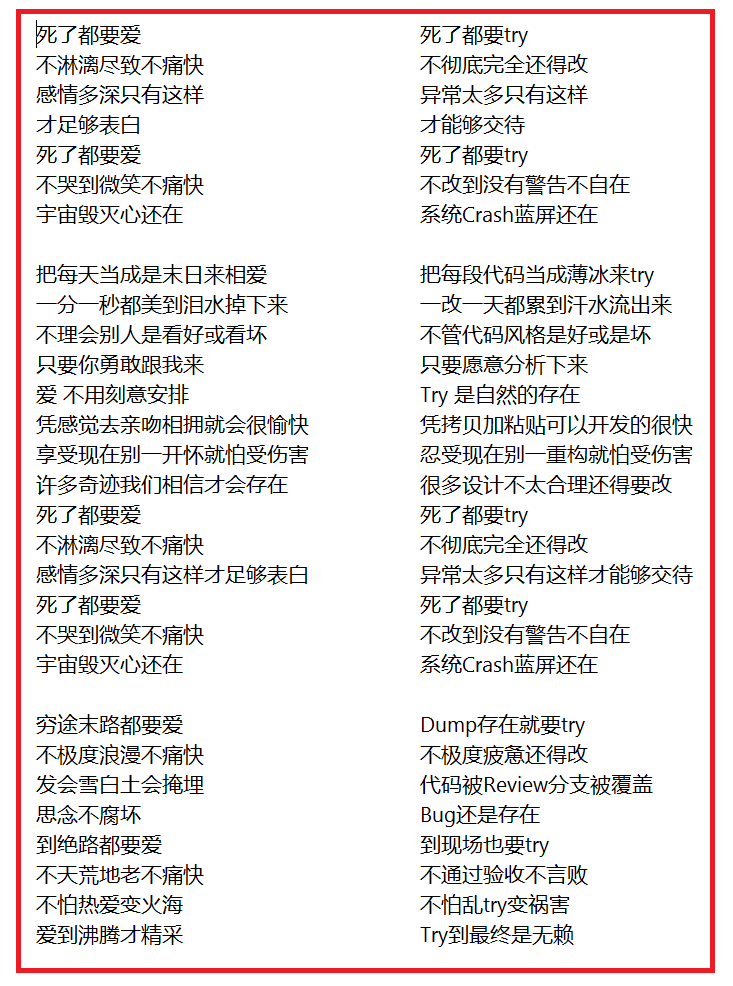 死了都要爱
不淋漓尽致不痛快
感情多深只有这样
才足够表白
死了都要爱
不哭到微笑不痛快
宇宙毁灭心还在
把每天当成是末日来相爱
一分一秒都美到泪水掉下来
不理会别人是看好或看坏
只要你勇敢跟我来
爱 不用刻意安排
凭感觉去亲吻相拥就会很愉快
享受现在别一开怀就怕受伤害
许多奇迹我们相信才会存在
死了都要爱
不淋漓尽致不痛快
感情多深只有这样才足够表白
死了都要爱
不哭到微笑不痛快
宇宙毁灭心还在
穷途末路都要爱
不极度浪漫不痛快
发会雪白土会掩埋
思念不腐坏
到绝路都要爱
不天荒地老不痛快
不怕热爱变火海
爱到沸腾才精采
死了都要try
不彻底完全还得改
异常太多只有这样
才能够交待
死了都要try
不改到没有警告不自在
系统Crash蓝屏还在
把每段代码当成薄冰来try
一改一天都累到汗水流出来
不管代码风格是好或是坏
只要愿意分析下来
Try 是自然的存在
凭拷贝加粘贴可以开发的很快
忍受现在别一重构就怕受伤害
很多设计不太合理还得要改
死了都要try
不彻底完全还得改
异常太多只有这样才能够交待
死了都要try
不改到没有警告不自在
系统Crash蓝屏还在
Dump存在就要try
不极度疲惫还得改
代码被Review分支被覆盖
Bug还是存在
到现场也要try
不通过验收不言败
不怕乱try变祸害
Try到最终是无赖